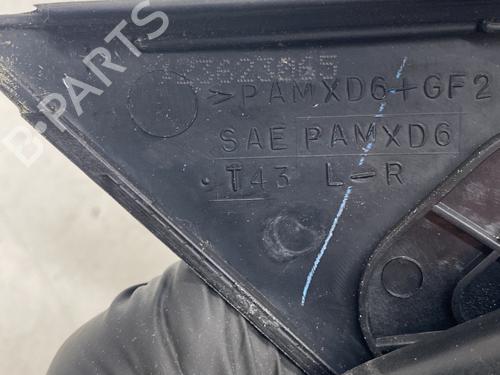 B-PARTS
>PAMXD6+GF2
SAE PAMXD6
.T43 L-R